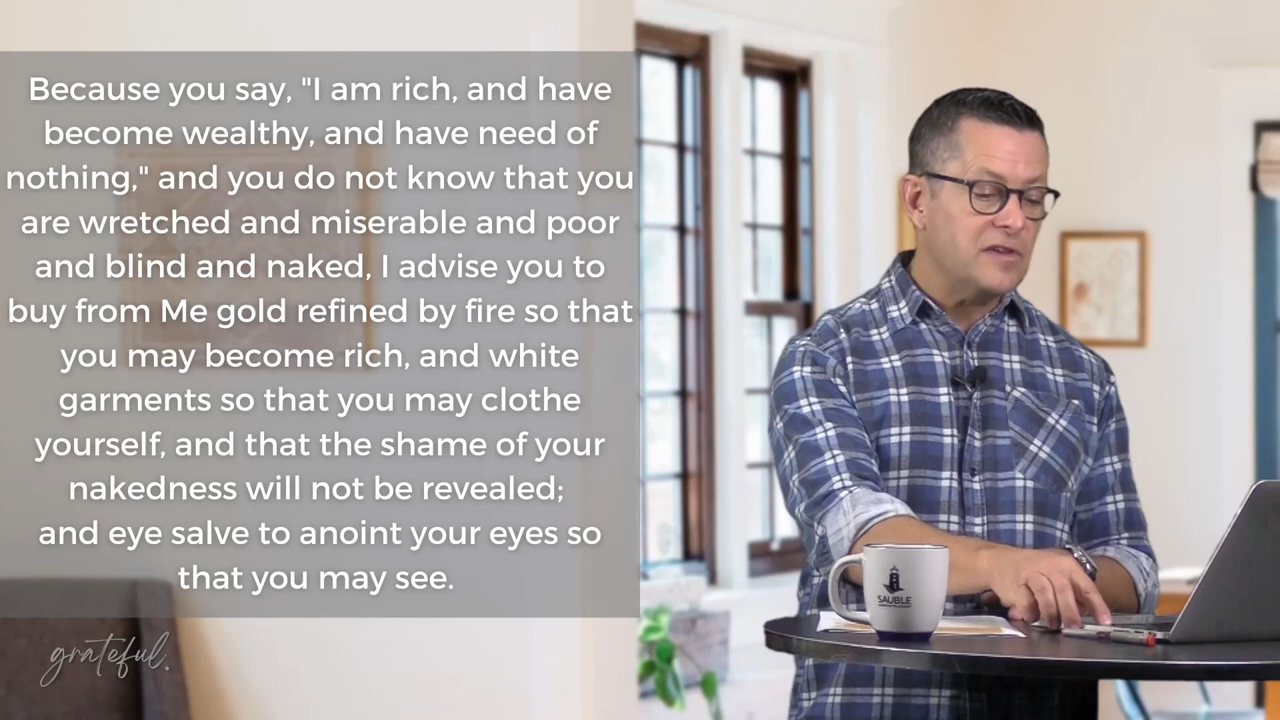 Because you say, "I am rich, and have
become wealthy, and have need of
nothing," and you do not know that you
are wretched and miserable and poor
and blind and naked, I advise you to
buy from Me gold refined by fire so that
you may become rich, and white
garments so that you may clothe
yourself, and that the shame of your
nakedness will not be revealed;
and eye salve to anoint your eyes so
that you may see.
grateful.
SAUBLE